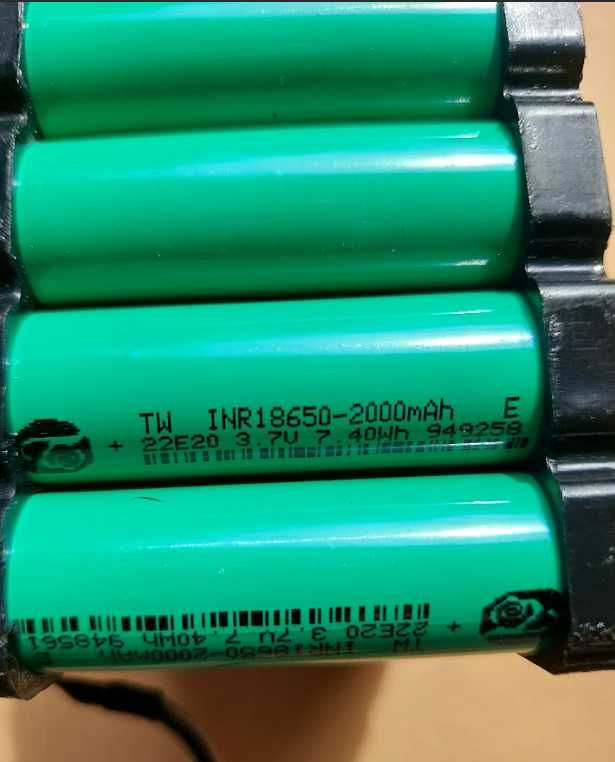 TW INR18650-2000mAh E
+ 22E20 3.7V 7.40Wh 949258
TW INR18650-2000mAh
+ 22E20 3.7V 7.40Wh 948561